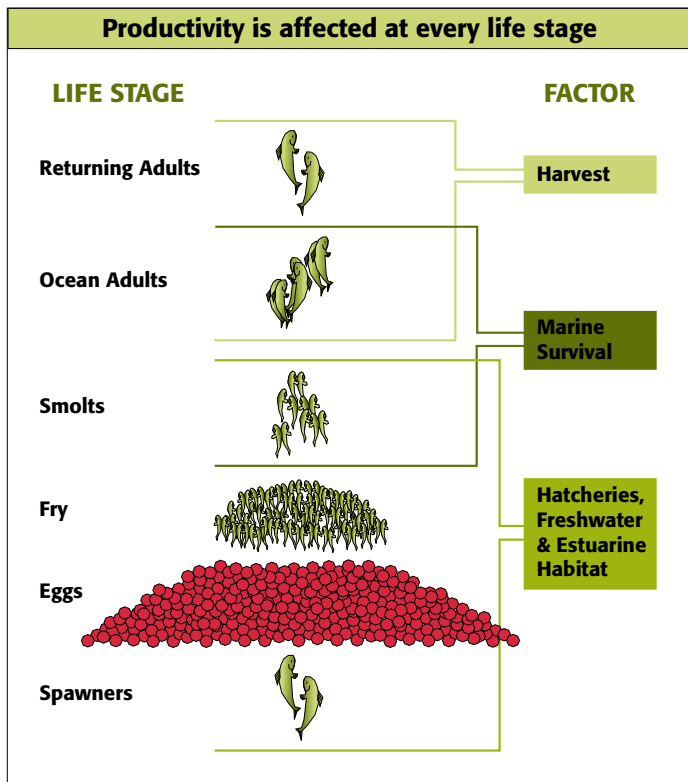 Productivity is affected at every life stage
LIFE STAGE
FACTOR
Returning Adults
Harvest
Ocean Adults
Marine
Survival
Smolts
Fry
Hatcheries,
Freshwater
& Estuarine
Habitat
Eggs
Spawners